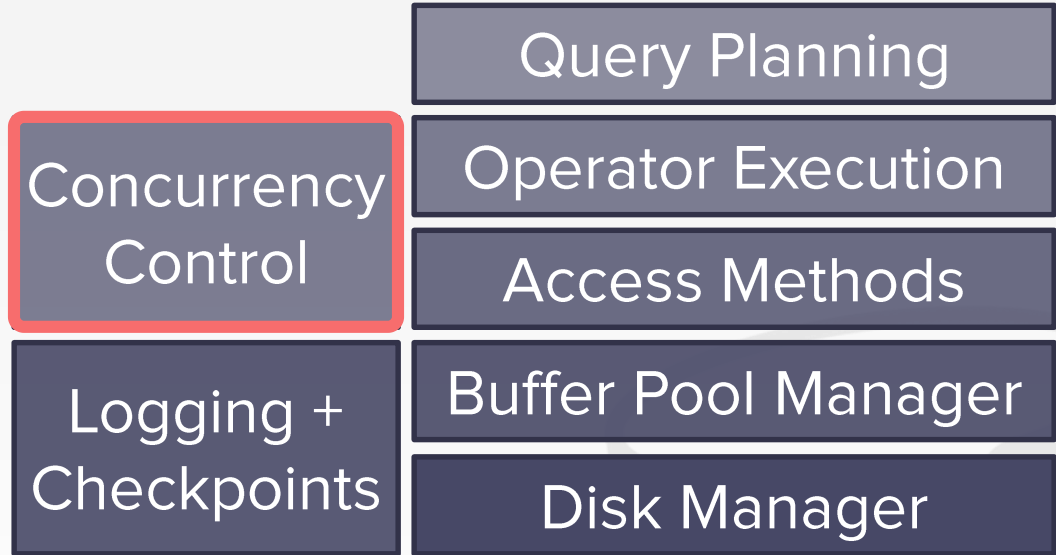 Query Planning
Concurrency
Control
Operator Execution
Access Methods
Logging +
Checkpoints
Buffer Pool Manager
Disk Manager